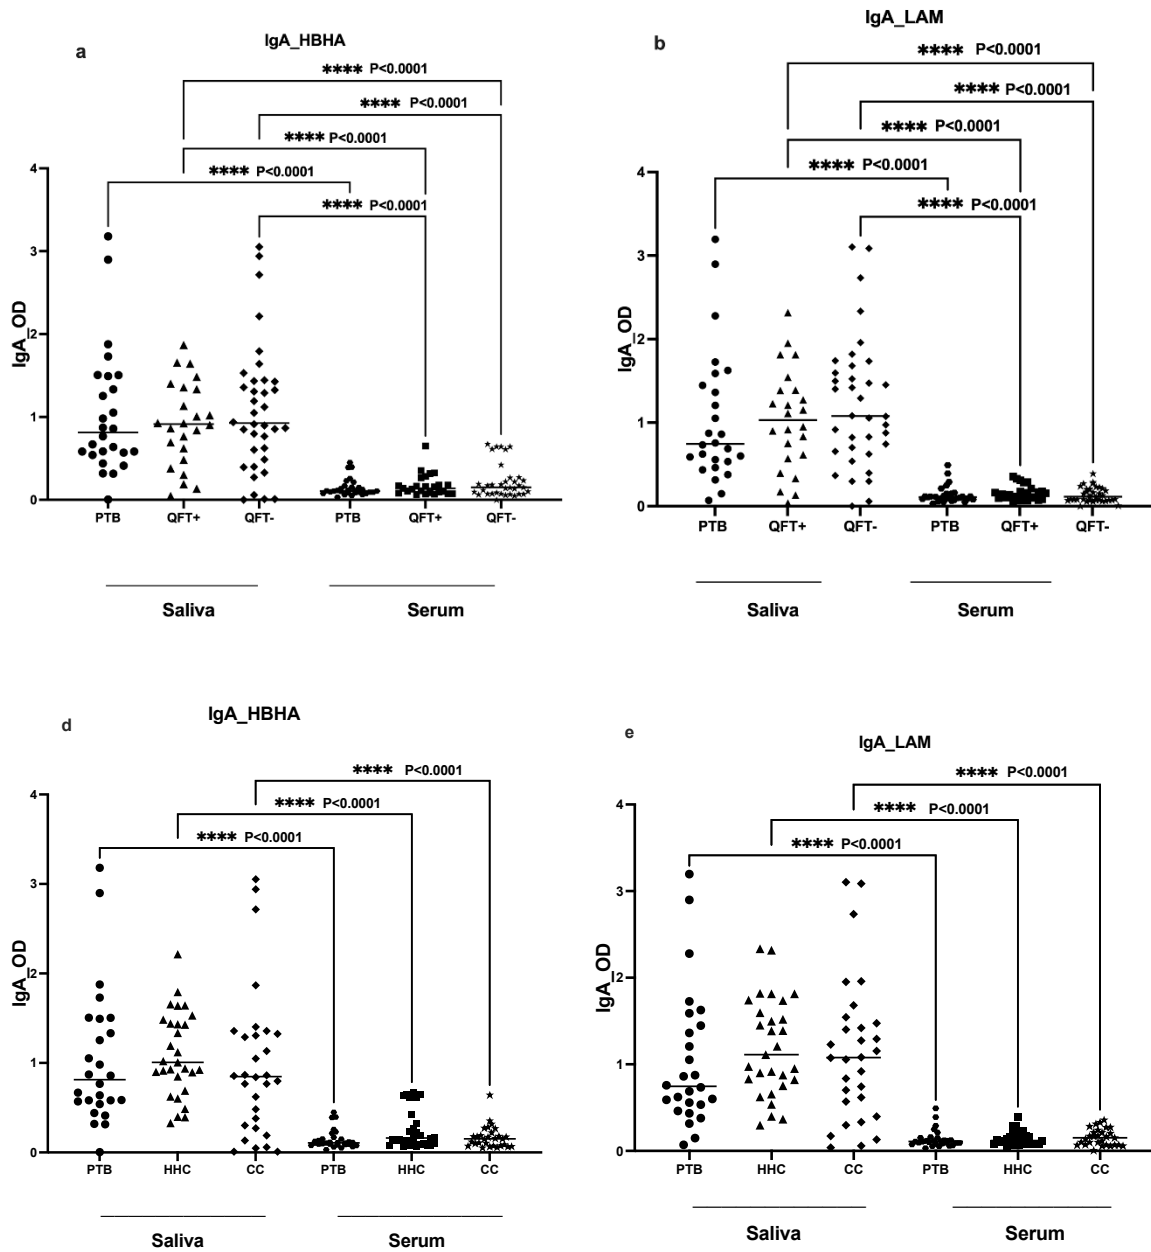 a
IgA_HBHA
**** P<0.0001
**** P<0.0001
**** P<0.0001
**** P<0.0001
**** P<0.0001
IgA_OD
4
3
2
1
0
PTB QFT+ QFT- PTB QFT+ QFT-
Saliva Serum
b
IgA_LAM
**** P<0.0001
**** P<0.0001
**** P<0.0001
**** P<0.0001
**** P<0.0001
IgA_OD
4
3
2
1
0
PTB QFT+ QFT- PTB QFT+ QFT-
Saliva Serum
d
IgA_HBHA
**** P<0.0001
**** P<0.0001
**** P<0.0001
IgA_OD
4
3
2
1
0
PTB HHC CC PTB HHC CC
Saliva Serum
e
IgA_LAM
**** P<0.0001
**** P<0.0001
**** P<0.0001
IgA_OD
4
3
2
1
0
PTB HHC CC PTB HHC CC
Saliva Serum